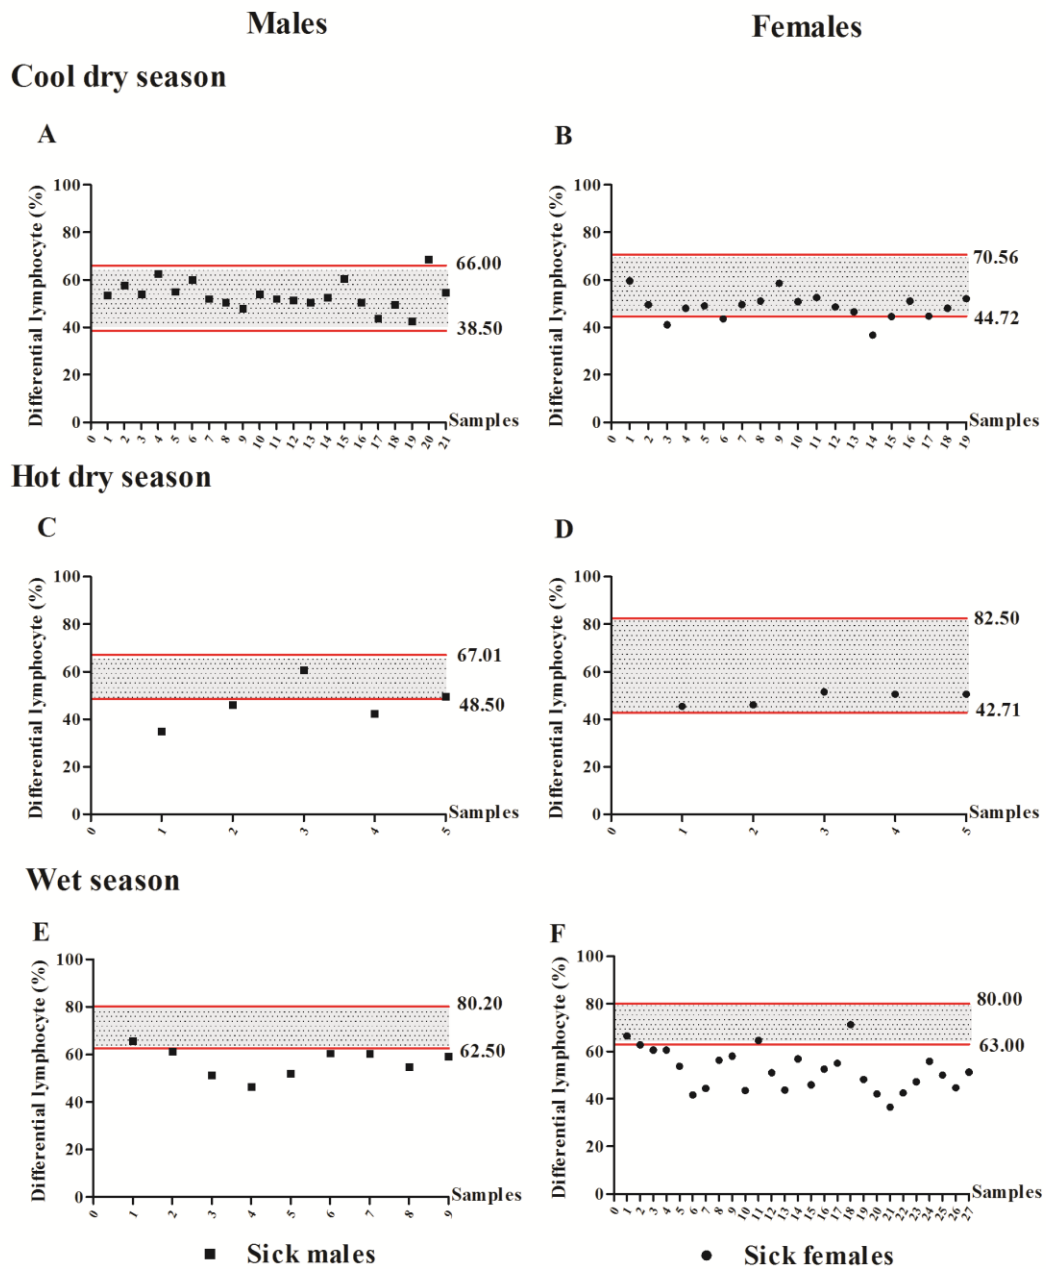 Males
Females
Cool dry season
A
B
Differential lymphocyte (%)
100
80
60
40
20
0
66.00
38.50
Samples
0 1 2 3 4 5 6 7 8 9 10 11 12 13 14 15 16 17 18 19 20 21
Differential lymphocyte (%)
100
80
60
40
20
0
70.56
44.72
Samples
0 1 2 3 4 5 6 7 8 9 10 11 12 13 14 15 16 17 18 19
Hot dry season
C
D
Differential lymphocyte (%)
100
80
60
40
20
0
67.01
48.50
Samples
0 1 2 3 4 5
Differential lymphocyte (%)
100
80
60
40
20
0
82.50
42.71
Samples
0 1 2 3 4 5
Wet season
E
F
Differential lymphocyte (%)
100
80
60
40
20
0
80.20
62.50
Samples
0 1 2 3 4 5 6 7 8 9
Differential lymphocyte (%)
100
80
60
40
20
0
80.00
63.00
Samples
0 1 2 3 4 5 6 7 8 9 10 11 12 13 14 15 16 17 18 19 20 21 22 23 24 25 26 27
Sick males
Sick females